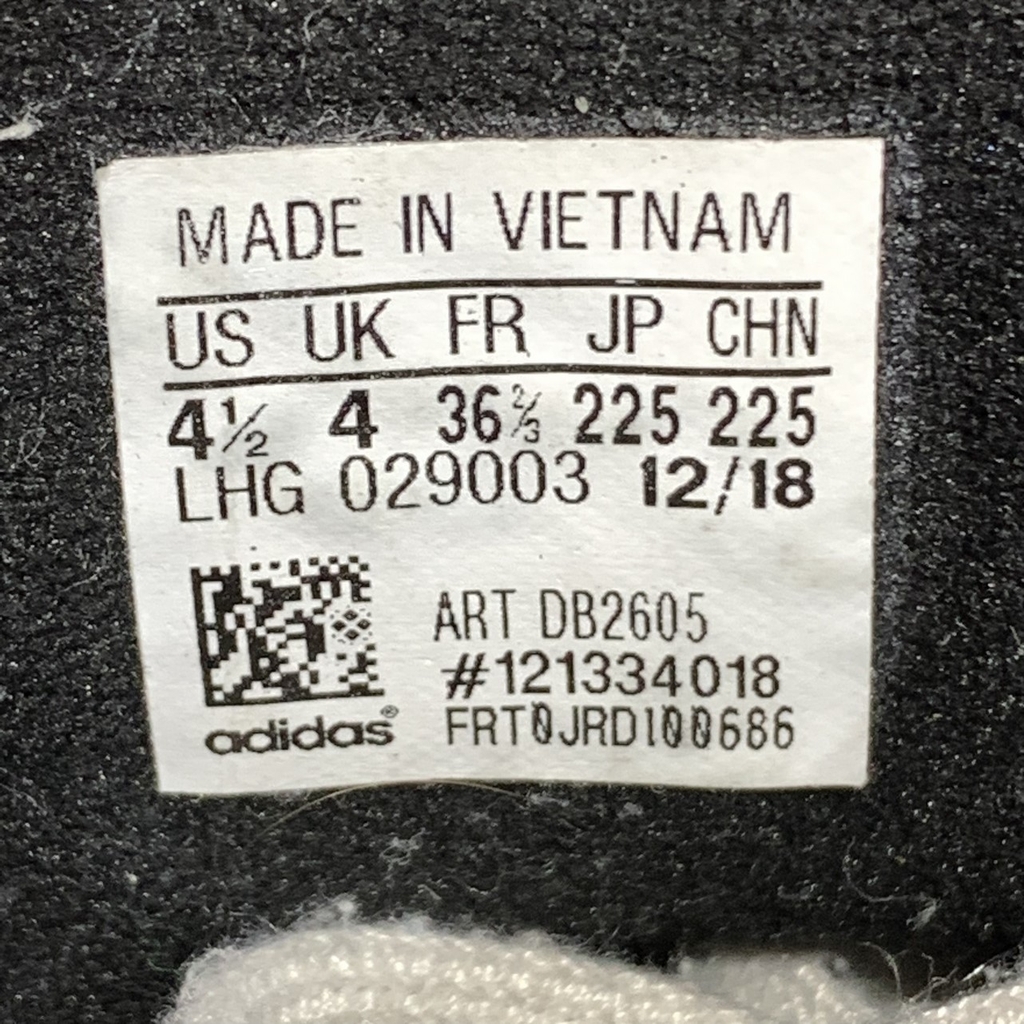 MADE IN VIETNAM
US UK FR JP CHN
4½ 4 36⅔ 225 225
LHG 029003 12/18
ART DB2605
#121334018
FRT0JRD100686
adidas®